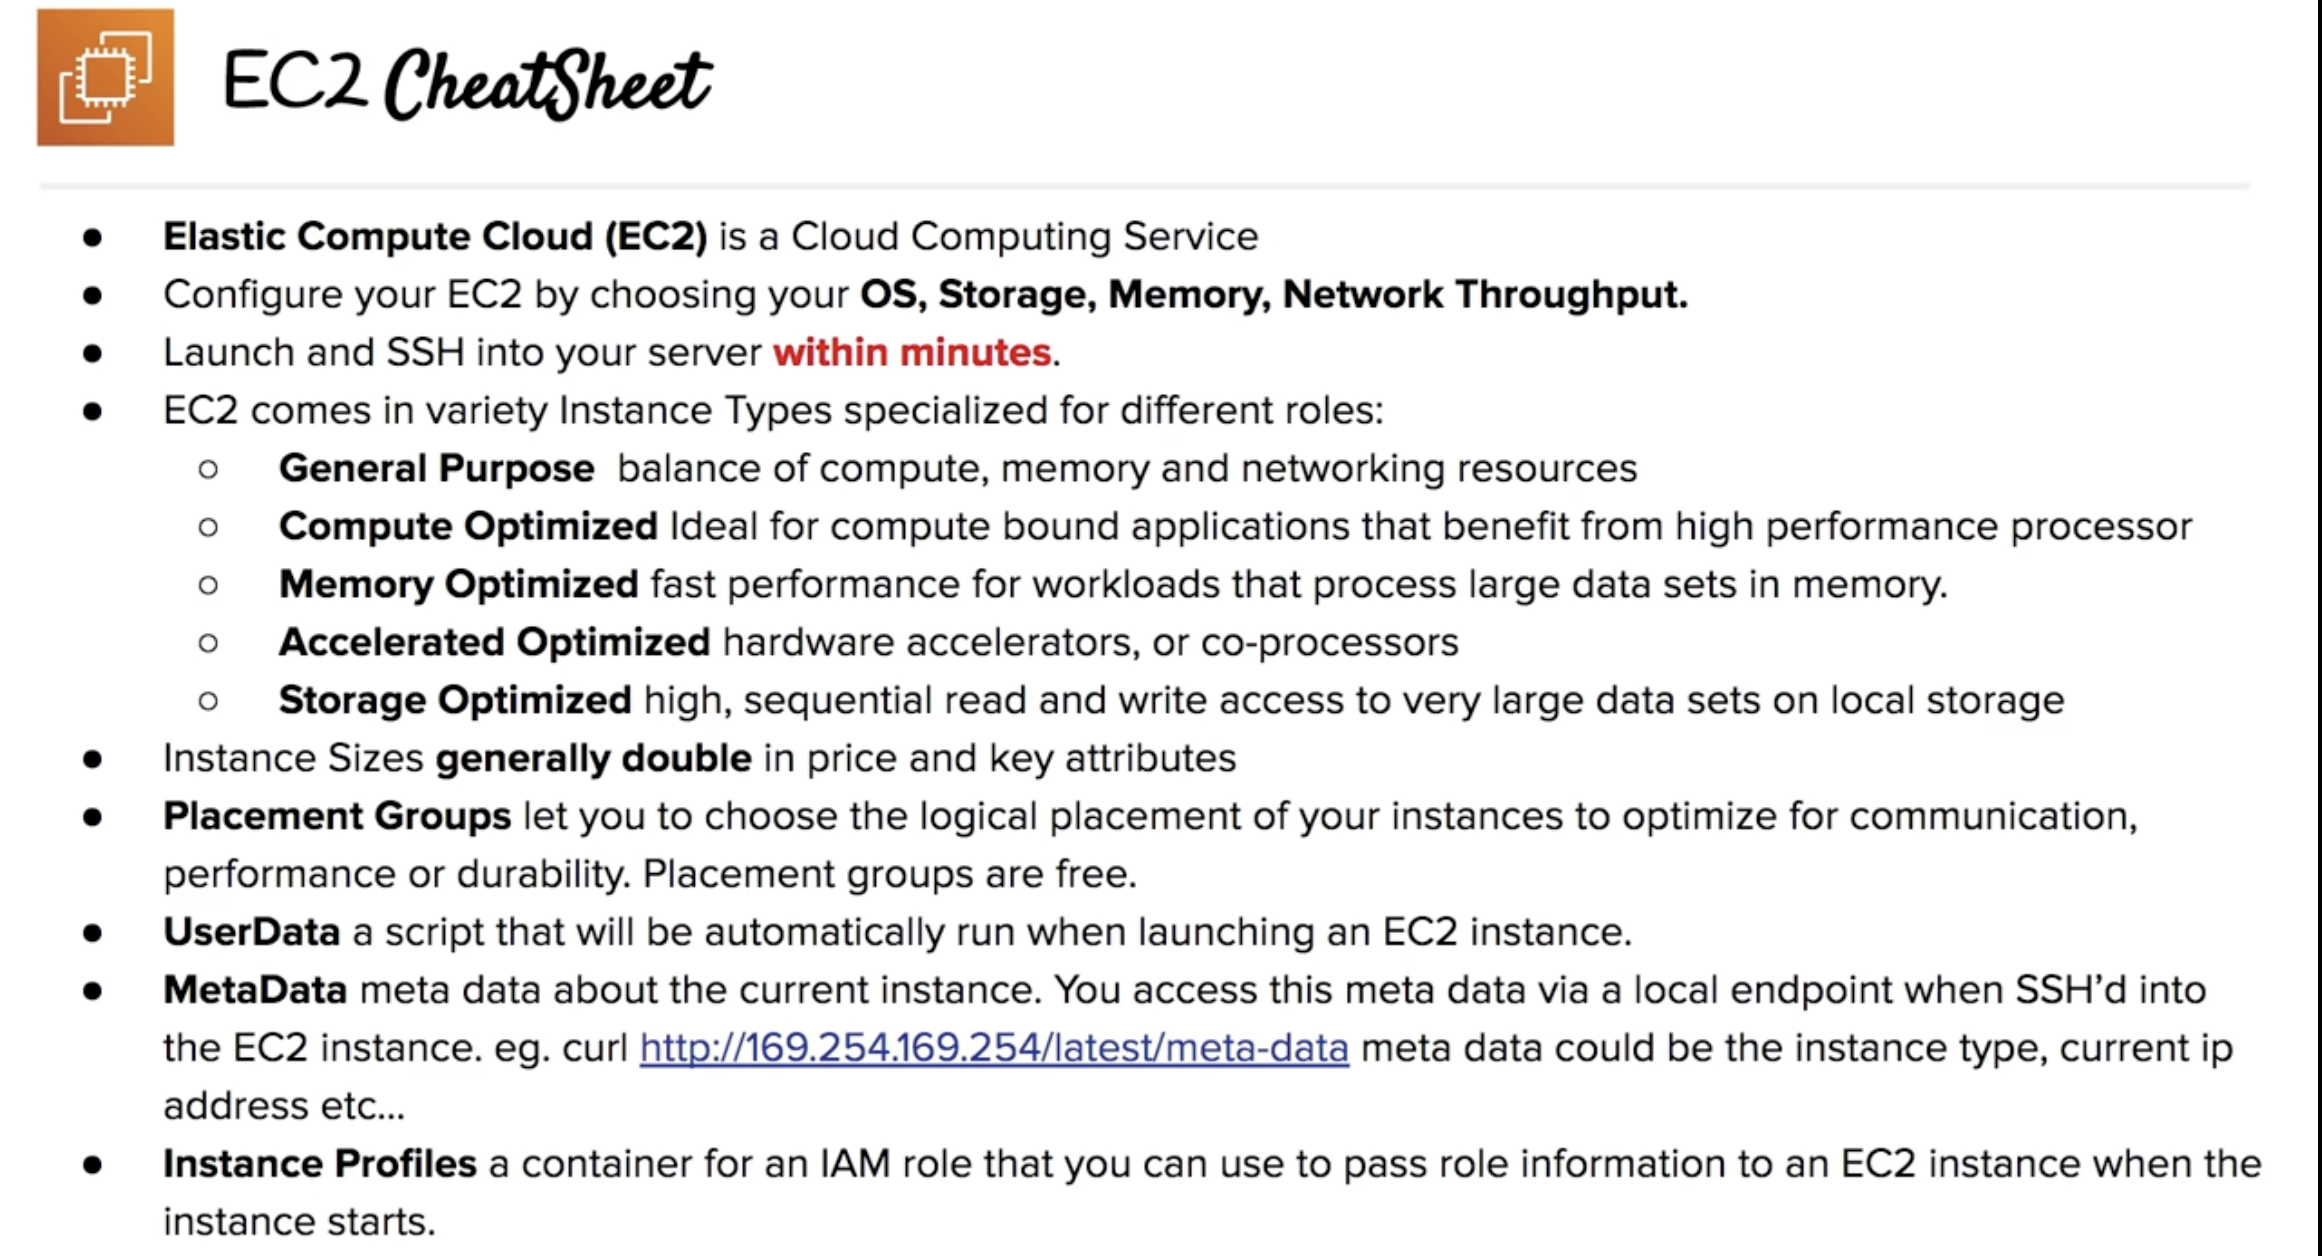 EC2 CheatSheet
● Elastic Compute Cloud (EC2) is a Cloud Computing Service
● Configure your EC2 by choosing your OS, Storage, Memory, Network Throughput.
● Launch and SSH into your server within minutes.
● EC2 comes in variety Instance Types specialized for different roles:
○ General Purpose  balance of compute, memory and networking resources
○ Compute Optimized Ideal for compute bound applications that benefit from high performance processor
○ Memory Optimized fast performance for workloads that process large data sets in memory.
○ Accelerated Optimized hardware accelerators, or co-processors
○ Storage Optimized high, sequential read and write access to very large data sets on local storage
● Instance Sizes generally double in price and key attributes
● Placement Groups let you to choose the logical placement of your instances to optimize for communication,
performance or durability. Placement groups are free.
● UserData a script that will be automatically run when launching an EC2 instance.
● MetaData meta data about the current instance. You access this meta data via a local endpoint when SSH’d into
the EC2 instance. eg. curl http://169.254.169.254/latest/meta-data meta data could be the instance type, current ip
address etc...
● Instance Profiles a container for an IAM role that you can use to pass role information to an EC2 instance when the
instance starts.